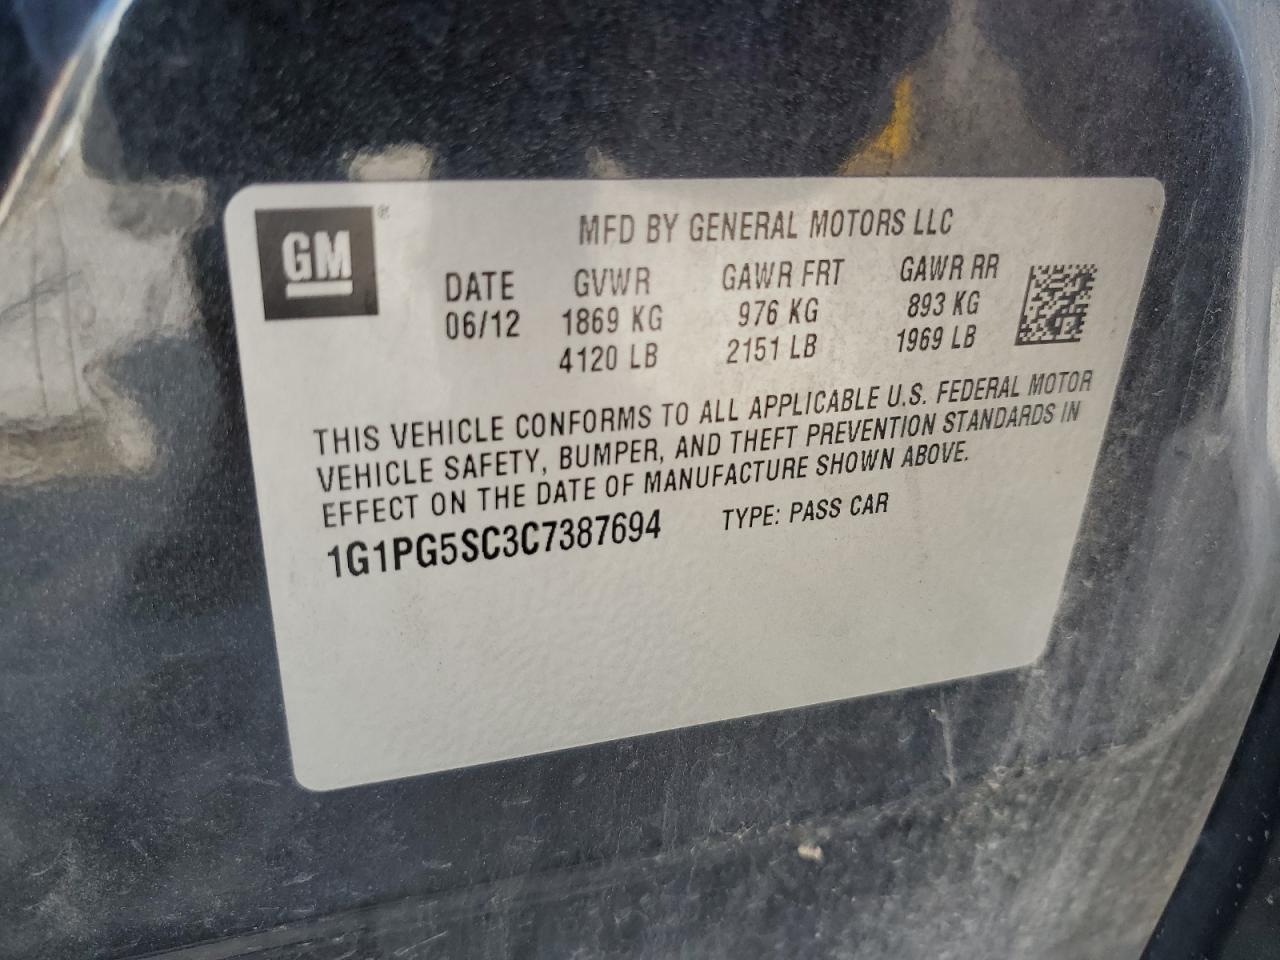 GM ®
MFD BY GENERAL MOTORS LLC
DATE GVWR GAWR FRT GAWR RR
06/12 1869 KG 976 KG 893 KG
4120 LB 2151 LB 1969 LB
THIS VEHICLE CONFORMS TO ALL APPLICABLE U.S. FEDERAL MOTOR
VEHICLE SAFETY, BUMPER, AND THEFT PREVENTION STANDARDS IN
EFFECT ON THE DATE OF MANUFACTURE SHOWN ABOVE.
1G1PG5SC3C7387694 TYPE: PASS CAR